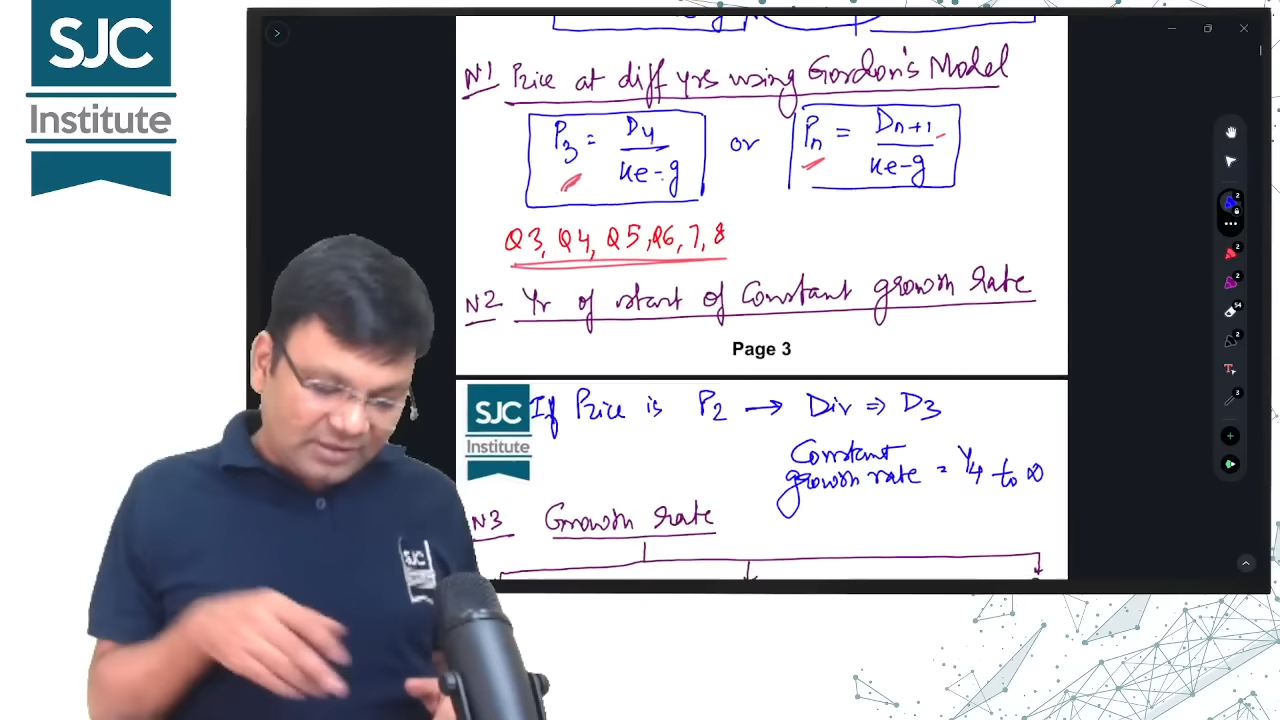 SJC
Institute
N1 Price at diff yrs using Gordon's Model
P3 = D4 / Ke-g or Pn = Dn+1 / Ke-g
Q3, Q4, Q5, Q6, 7, 8
N2 Yr of start of Constant growth rate
Page 3
SJC
Institute
If Price is P2 → Div ⇒ D3
Constant
growth rate = Y4 to ∞
N3 Growth rate
SJC